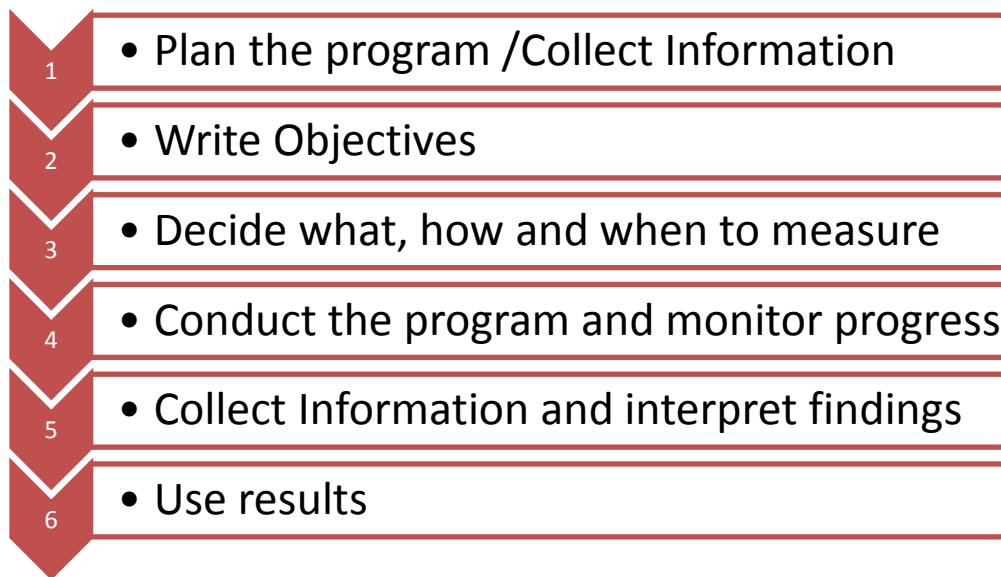 1 • Plan the program /Collect Information
2 • Write Objectives
3 • Decide what, how and when to measure
4 • Conduct the program and monitor progress
5 • Collect Information and interpret findings
6 • Use results